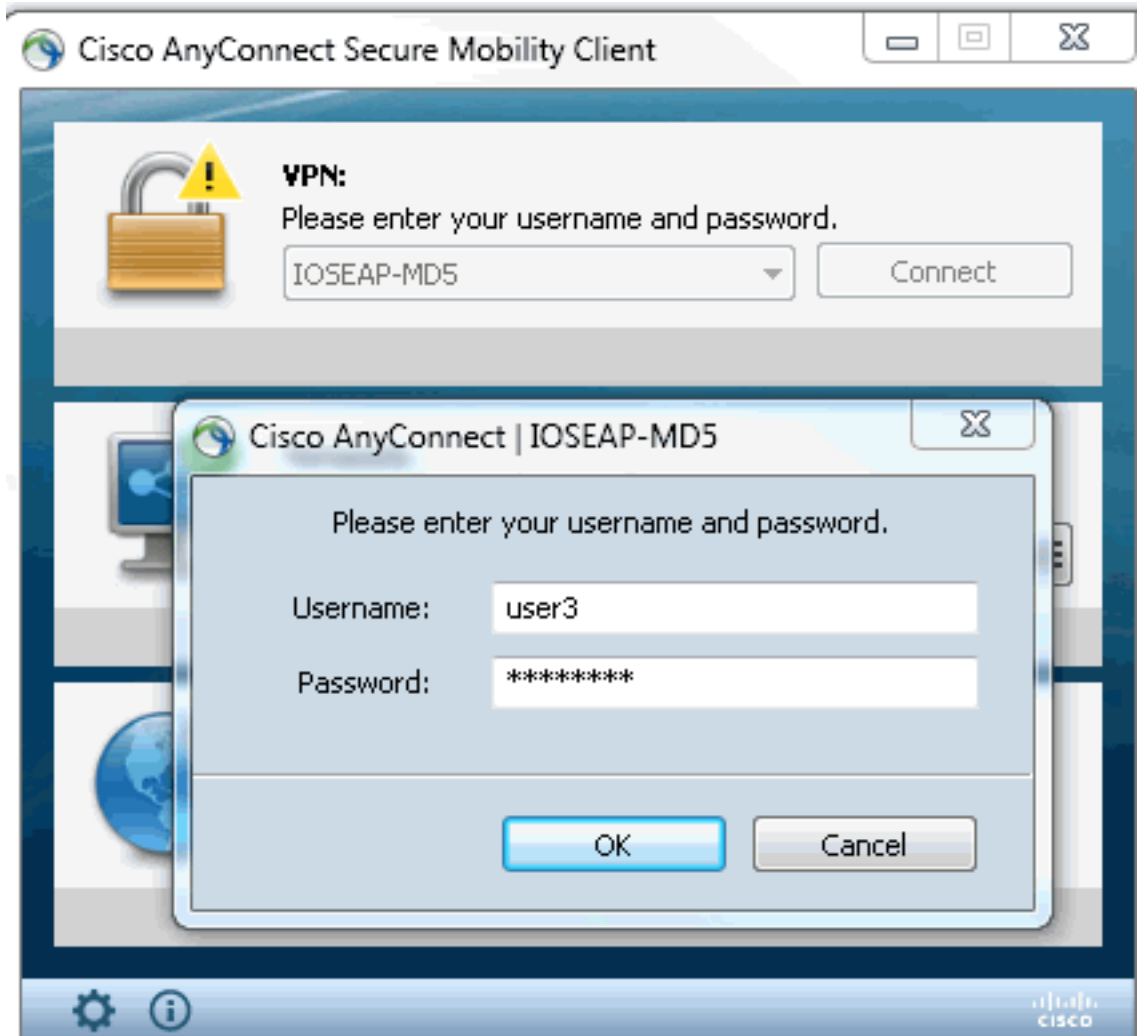 Cisco AnyConnect Secure Mobility Client
VPN:
Please enter your username and password.
IOSEAP-MD5
Connect
Cisco AnyConnect | IOSEAP-MD5
Please enter your username and password.
Username:
user3
Password:
********
OK
Cancel
CISCO